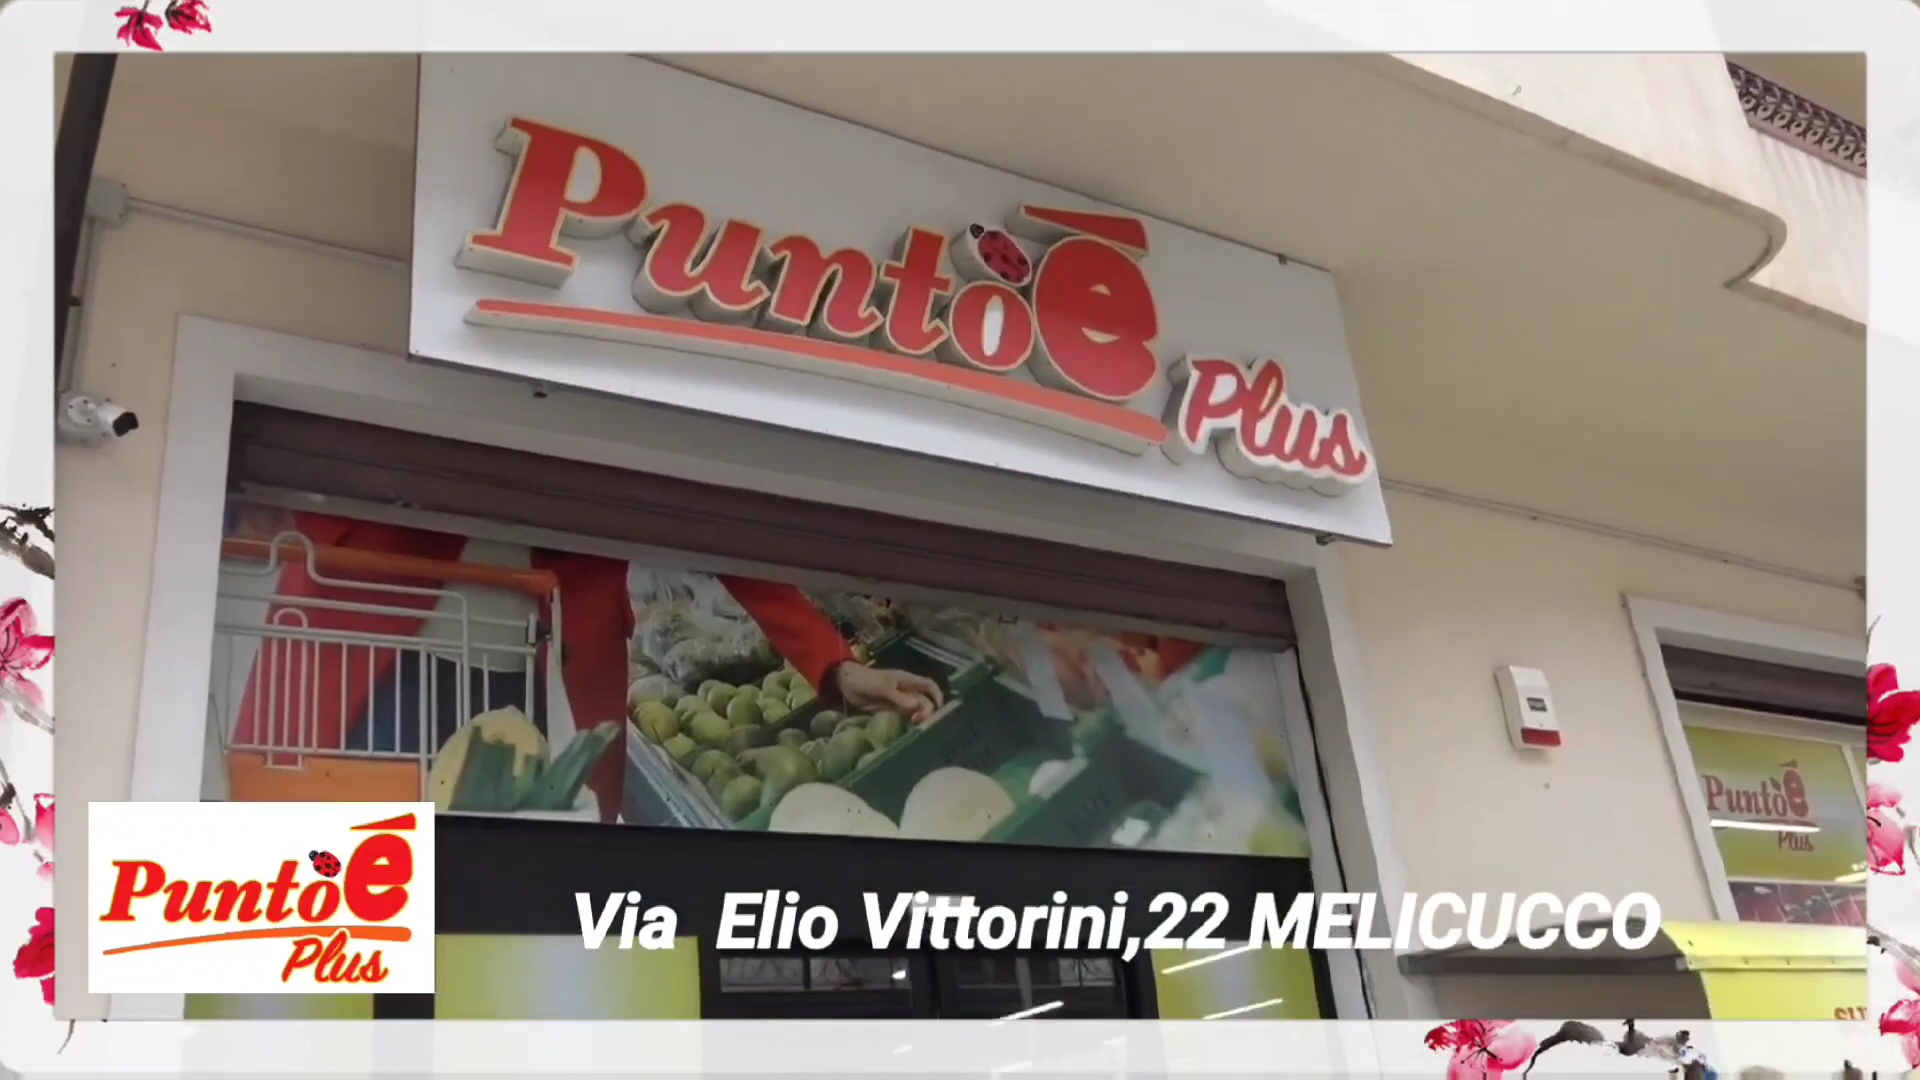 Puntoè
Plus
Puntoè
Plus
Puntoè
Plus
Via Elio Vittorini,22 MELICUCCO